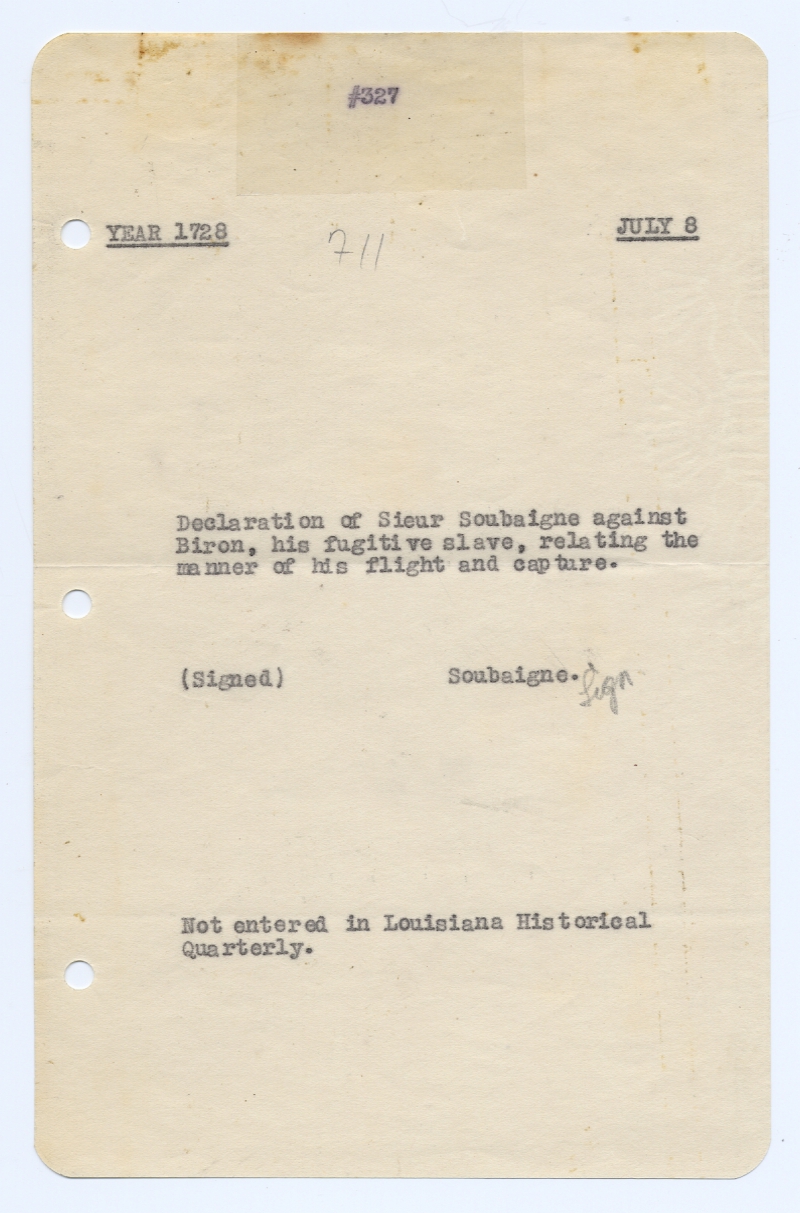 #327
YEAR 1728
711
JULY 8
Declaration of Sieur Soubaigne against
Biron, his fugitive slave, relating the
manner of his flight and capture.
(Signed) Soubaigne. Sign
Not entered in Louisiana Historical
Quarterly.